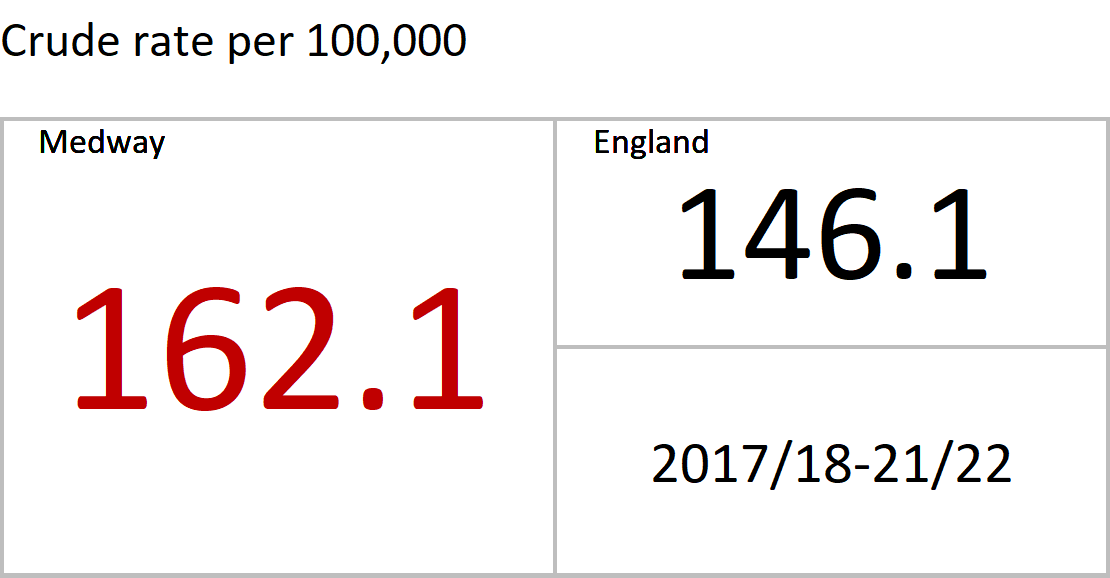 Crude rate per 100,000
Medway
162.1
England
146.1
2017/18-21/22